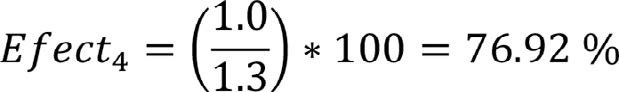 Efect₄ = (1.0/1.3) * 100 = 76.92 %